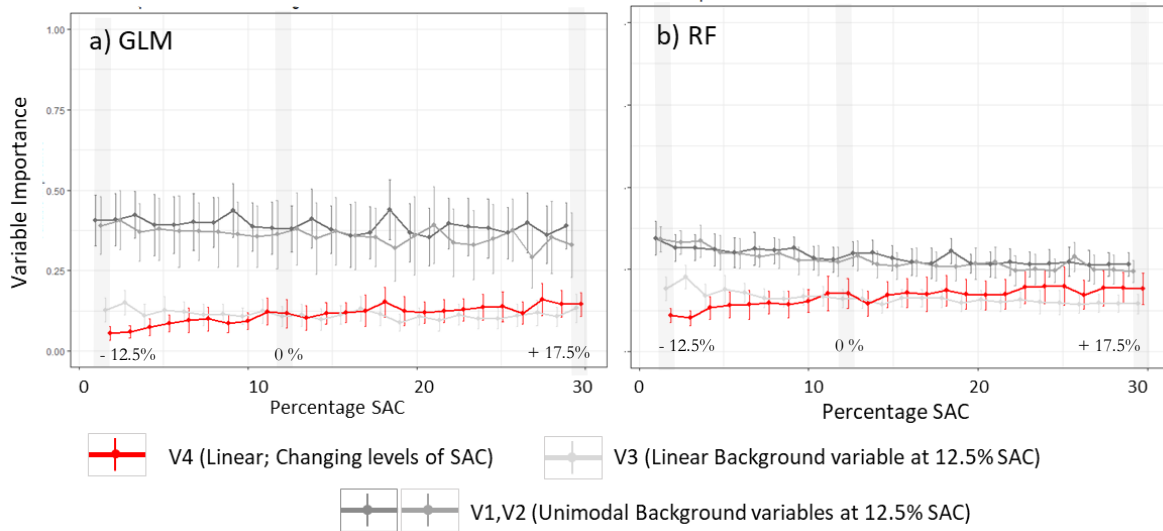 a) GLM
b) RF
Variable Importance
1.00
0.75
0.50
0.25
0.00
- 12.5%
0 %
+ 17.5%
- 12.5%
0 %
+ 17.5%
0
10
20
30
0
10
20
30
Percentage SAC
Percentage SAC
V4 (Linear; Changing levels of SAC)
V3 (Linear Background variable at 12.5% SAC)
V1,V2 (Unimodal Background variables at 12.5% SAC)